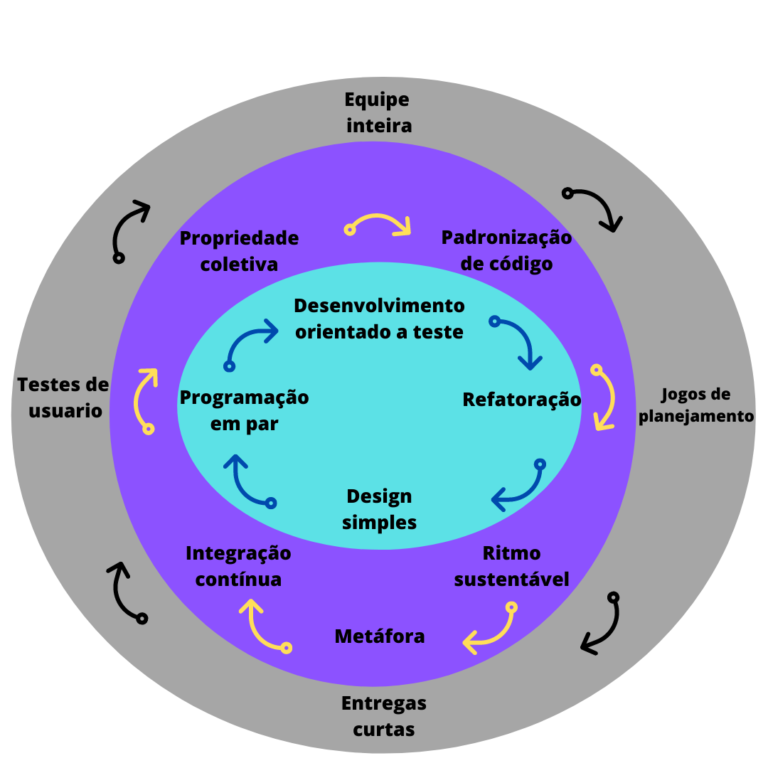 Equipe
inteira
Propriedade
coletiva
Padronização
de código
Desenvolvimento
orientado a teste
Testes de
usuario
Programação
em par
Refatoração
Jogos de
planejamento
Design
simples
Integração
contínua
Ritmo
sustentável
Metáfora
Entregas
curtas